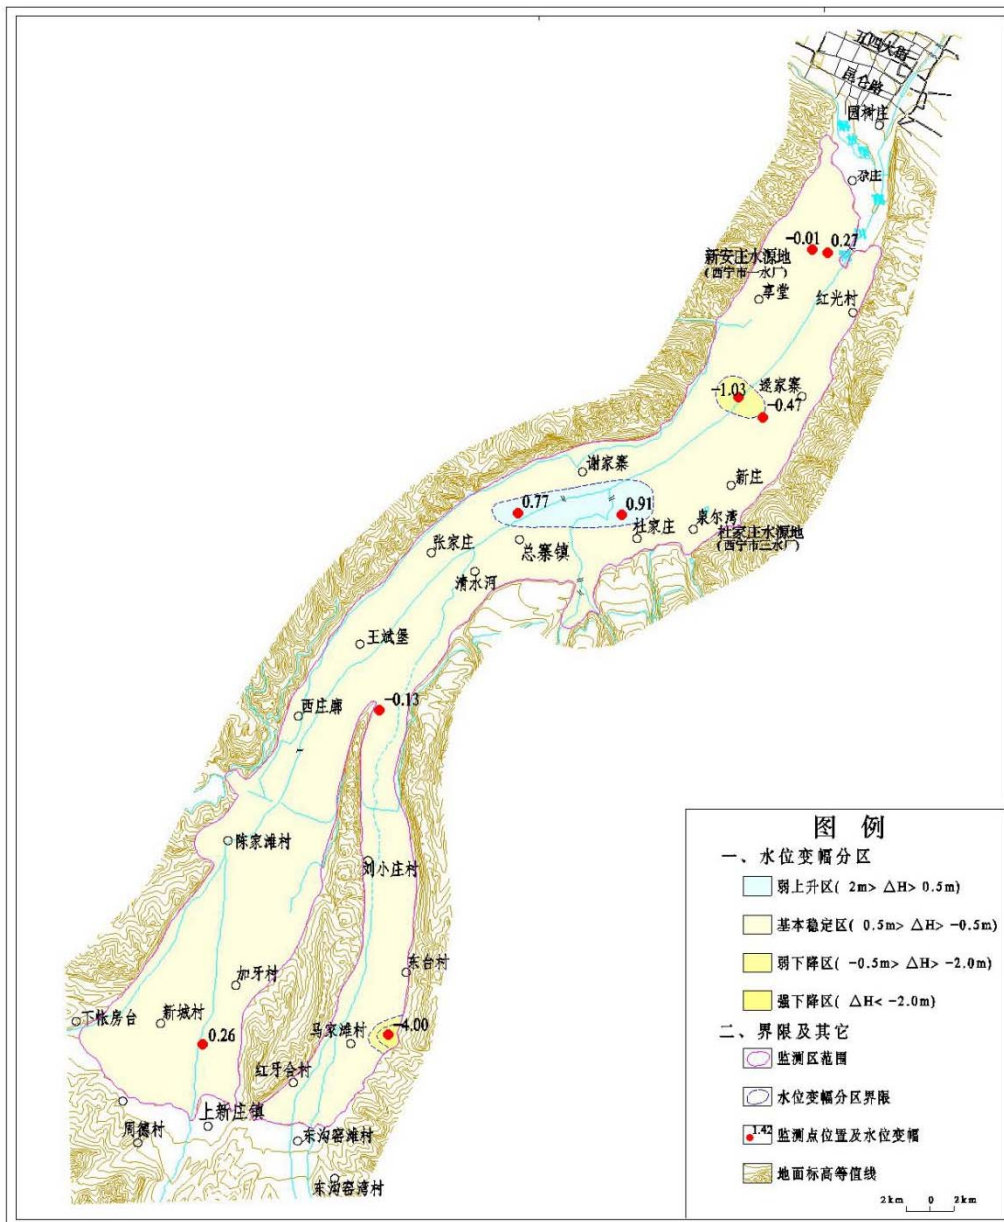 五四大街
昆仑路
园树庄
尕庄
-0.01
0.27
新安庄水源地
(西宁市一水厂)
享堂
红光村
-1.03
逯家寨
-0.47
谢家寨
新庄
0.77
0.91
泉尔湾
杜家庄
杜家庄水源地
(西宁市三水厂)
张家庄
总寨镇
清水河
王斌堡
-0.13
西庄廓
陈家滩村
刘小庄村
东台村
加牙村
下帐房台
新城村
0.26
马家滩村
-4.00
红牙合村
上新庄镇
周德村
东沟窑滩村
东沟窑湾村
图 例
一、水位变幅分区
弱上升区( 2m> △H> 0.5m)
基本稳定区( 0.5m> △H> -0.5m)
弱下降区( -0.5m> △H> -2.0m)
强下降区( △H< -2.0m)
二、界限及其它
监测区范围
水位变幅分区界限
1.42
监测点位置及水位变幅
地面标高等值线
2km 0 2km